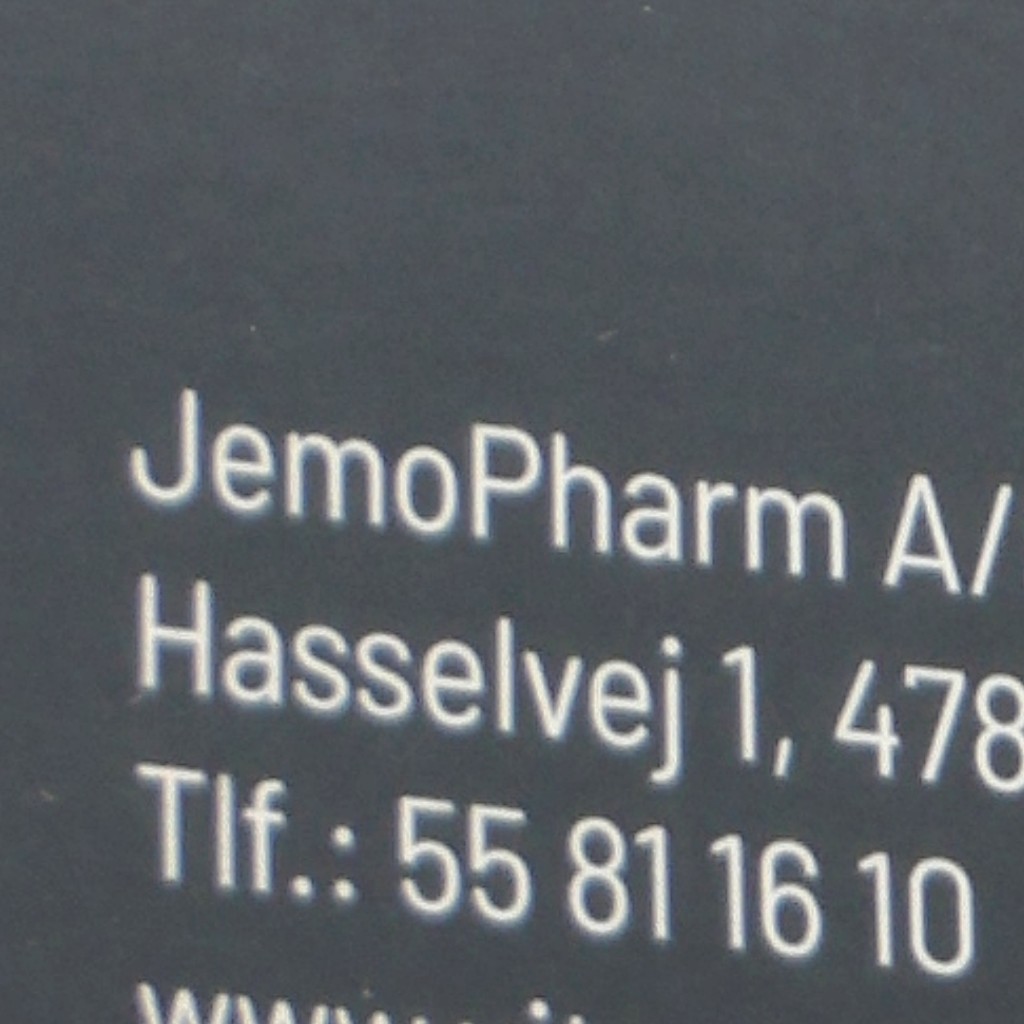 JemoPharm A/
Hasselvej 1, 478
Tlf.: 55 81 16 10